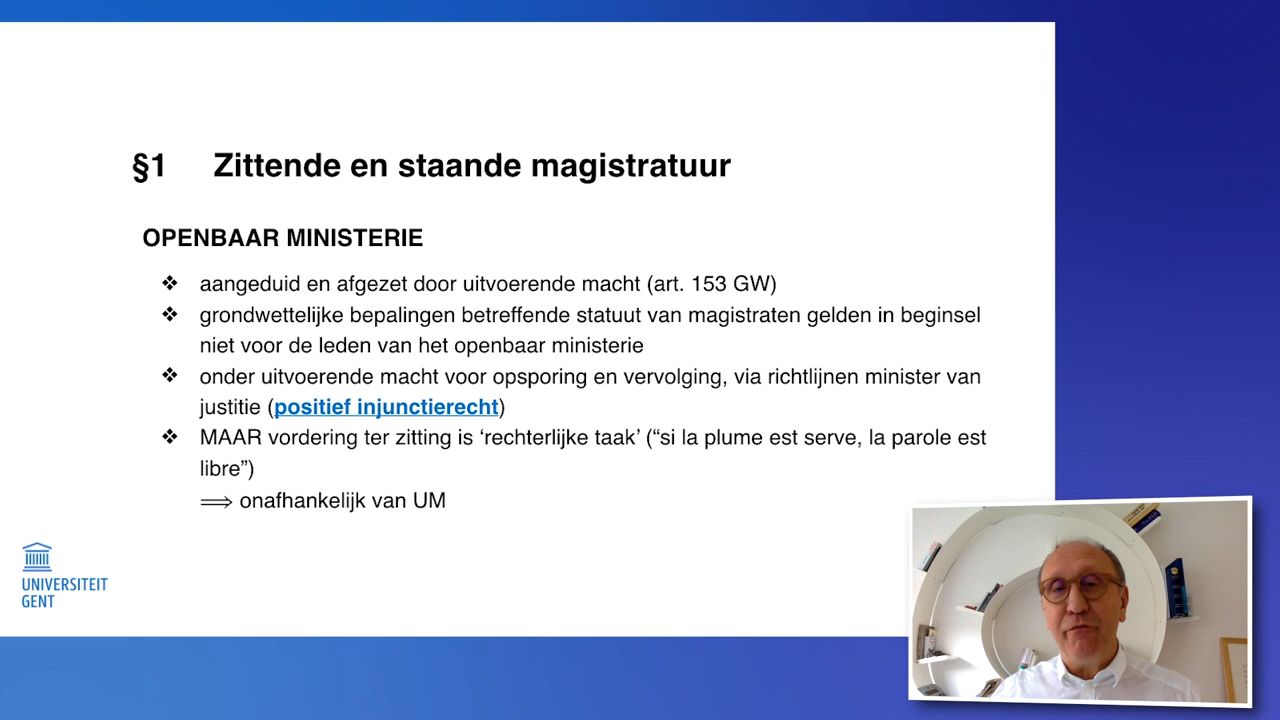 §1 Zittende en staande magistratuur
OPENBAAR MINISTERIE
❖ aangeduid en afgezet door uitvoerende macht (art. 153 GW)
❖ grondwettelijke bepalingen betreffende statuut van magistraten gelden in beginsel
niet voor de leden van het openbaar ministerie
❖ onder uitvoerende macht voor opsporing en vervolging, via richtlijnen minister van
justitie (positief injunctierecht)
❖ MAAR vordering ter zitting is ‘rechterlijke taak’ (“si la plume est serve, la parole est
libre”)
⟹ onafhankelijk van UM
UNIVERSITEIT
GENT